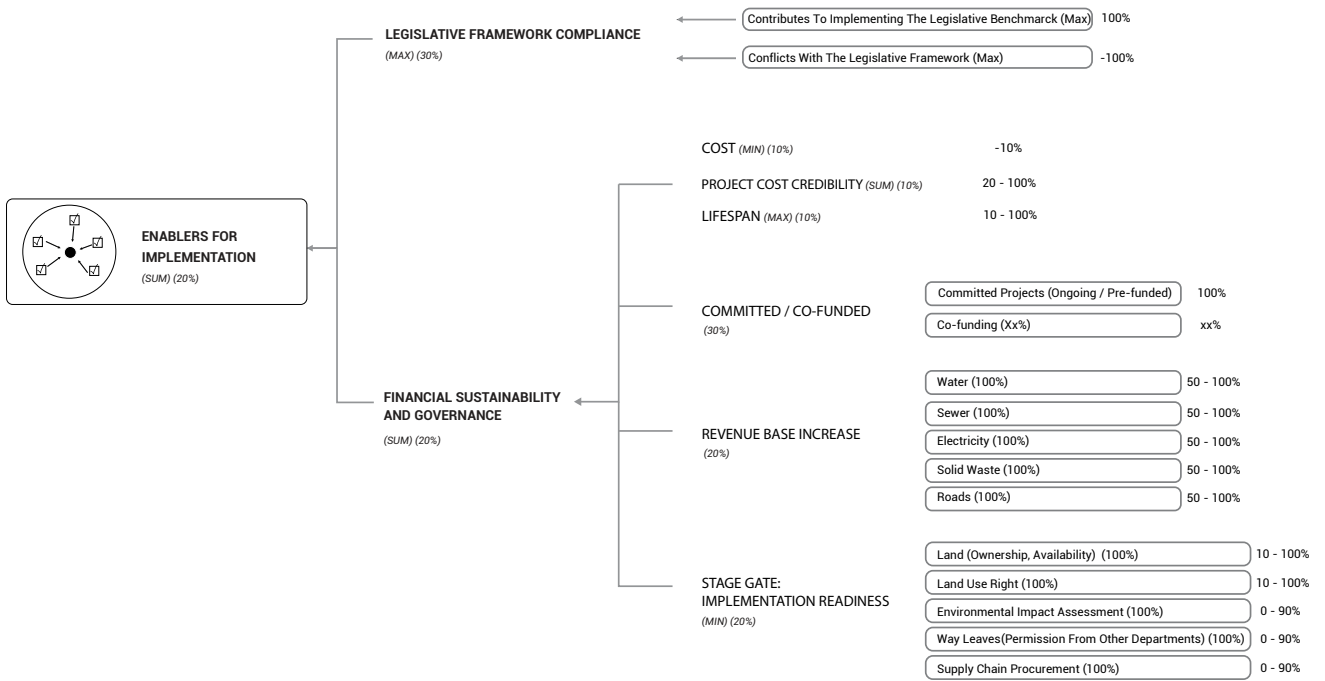 ENABLERS FOR
IMPLEMENTATION
(SUM) (20%)
LEGISLATIVE FRAMEWORK COMPLIANCE
(MAX) (30%)
Contributes To Implementing The Legislative Benchmarck (Max) 100%
Conflicts With The Legislative Framework (Max) -100%
FINANCIAL SUSTAINABILITY
AND GOVERNANCE
(SUM) (20%)
COST (MIN) (10%) -10%
PROJECT COST CREDIBILITY (SUM) (10%) 20 - 100%
LIFESPAN (MAX) (10%) 10 - 100%
COMMITTED / CO-FUNDED
(30%)
Committed Projects (Ongoing / Pre-funded) 100%
Co-funding (Xx%) xx%
REVENUE BASE INCREASE
(20%)
Water (100%) 50 - 100%
Sewer (100%) 50 - 100%
Electricity (100%) 50 - 100%
Solid Waste (100%) 50 - 100%
Roads (100%) 50 - 100%
STAGE GATE:
IMPLEMENTATION READINESS
(MIN) (20%)
Land (Ownership, Availability) (100%) 10 - 100%
Land Use Right (100%) 10 - 100%
Environmental Impact Assessment (100%) 0 - 90%
Way Leaves(Permission From Other Departments) (100%) 0 - 90%
Supply Chain Procurement (100%) 0 - 90%